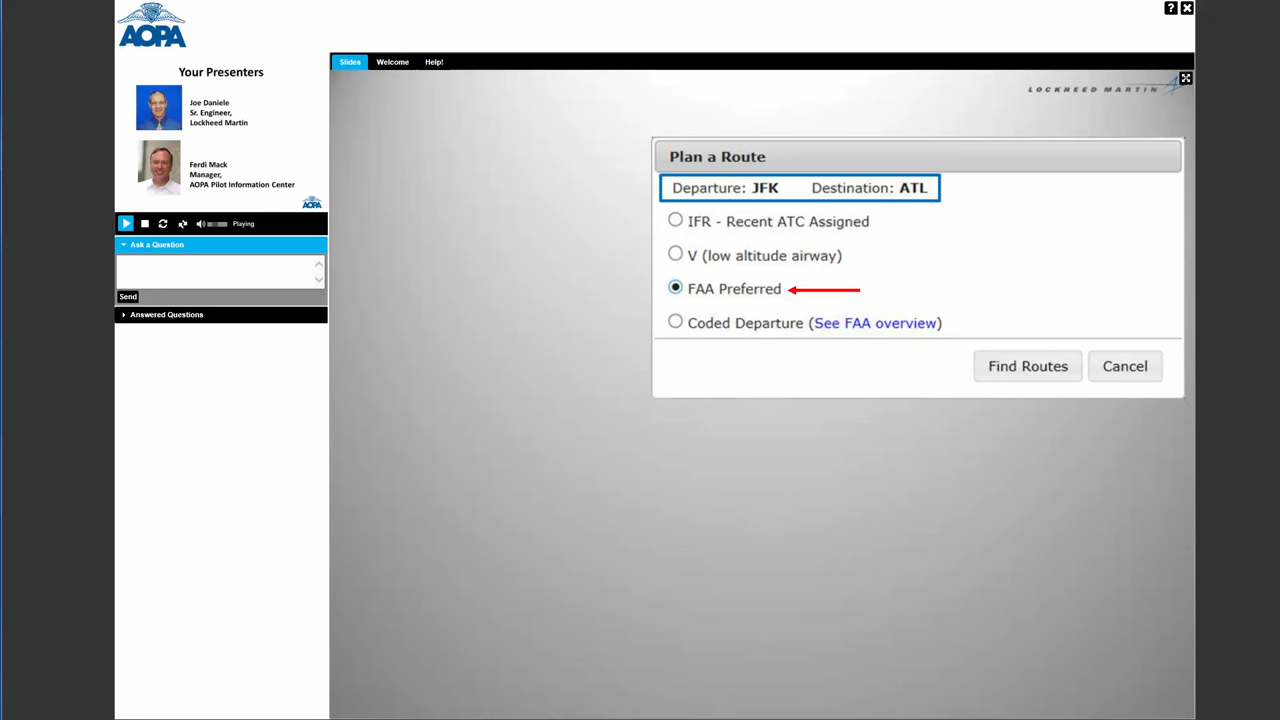 AOPA
?
Your Presenters
Joe Daniele
Sr. Engineer,
Lockheed Martin
Ferdi Mack
Manager,
AOPA Pilot Information Center
AOPA
Playing
Ask a Question
Send
Answered Questions
Slides Welcome Help!
LOCKHEED MARTIN
Plan a Route
Departure: JFK Destination: ATL
IFR - Recent ATC Assigned
V (low altitude airway)
FAA Preferred
Coded Departure (See FAA overview)
Find Routes Cancel